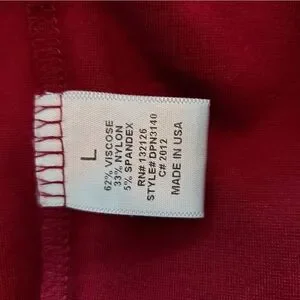 L
62% VISCOSE
33% NYLON
5% SPANDEX
RN# 132126
STYLE# DPN3140
C# 2012
MADE IN USA